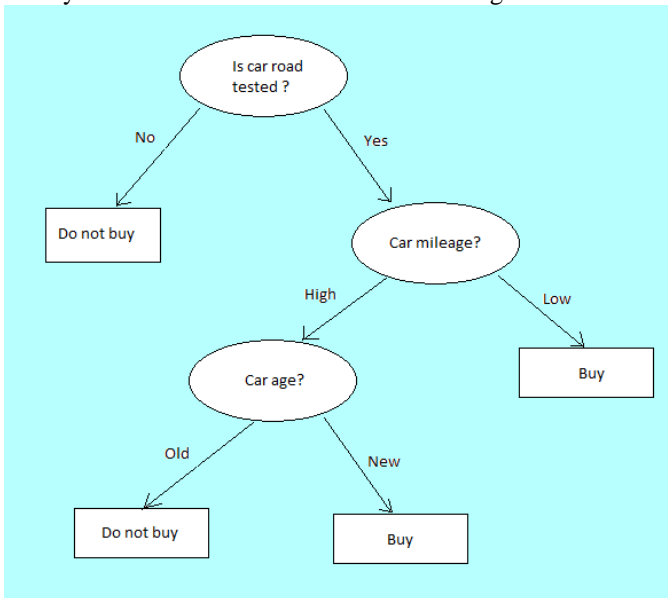 Is car road
tested ?
No
Yes
Do not buy
Car mileage?
High
Low
Car age?
Buy
Old
New
Do not buy
Buy